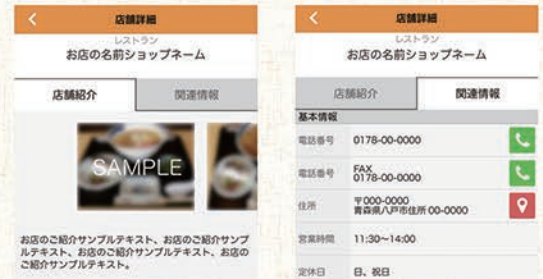 店舗詳細
レストラン
お店の名前ショップネーム
店舗紹介
関連情報
SAMPLE
お店のご紹介サンプルテキスト、お店のご紹介サンプ
ルテキスト、お店のご紹介サンプルテキスト、お店の
ご紹介サンプルテキスト。
店舗詳細
レストラン
お店の名前ショップネーム
店舗紹介
関連情報
基本情報
電話番号 0178-00-0000
電話番号 FAX
0178-00-0000
住所 〒000-0000
青森県八戸市住所 00-0000
営業時間 11:30~14:00
定休日 日、祝日